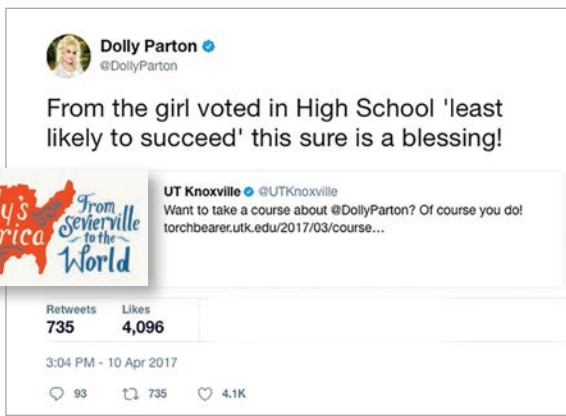 Dolly Parton
@DollyParton
From the girl voted in High School 'least
likely to succeed' this sure is a blessing!
y's
rica
From
Sevierville
to the
World
UT Knoxville @UTKnoxville
Want to take a course about @DollyParton? Of course you do!
torchbearer.utk.edu/2017/03/course...
Retweets Likes
735 4,096
3:04 PM - 10 Apr 2017
93 735 4.1K